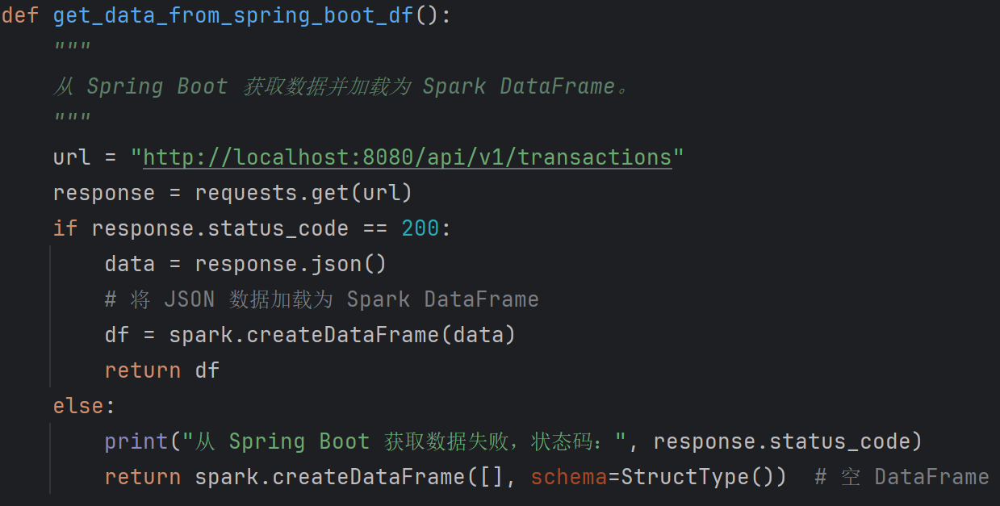 def get_data_from_spring_boot_df():
    """
    从 Spring Boot 获取数据并加载为 Spark DataFrame。
    """
    url = "http://localhost:8080/api/v1/transactions"
    response = requests.get(url)
    if response.status_code == 200:
        data = response.json()
        # 将 JSON 数据加载为 Spark DataFrame
        df = spark.createDataFrame(data)
        return df
    else:
        print("从 Spring Boot 获取数据失败，状态码：", response.status_code)
        return spark.createDataFrame([], schema=StructType())  # 空 DataFrame